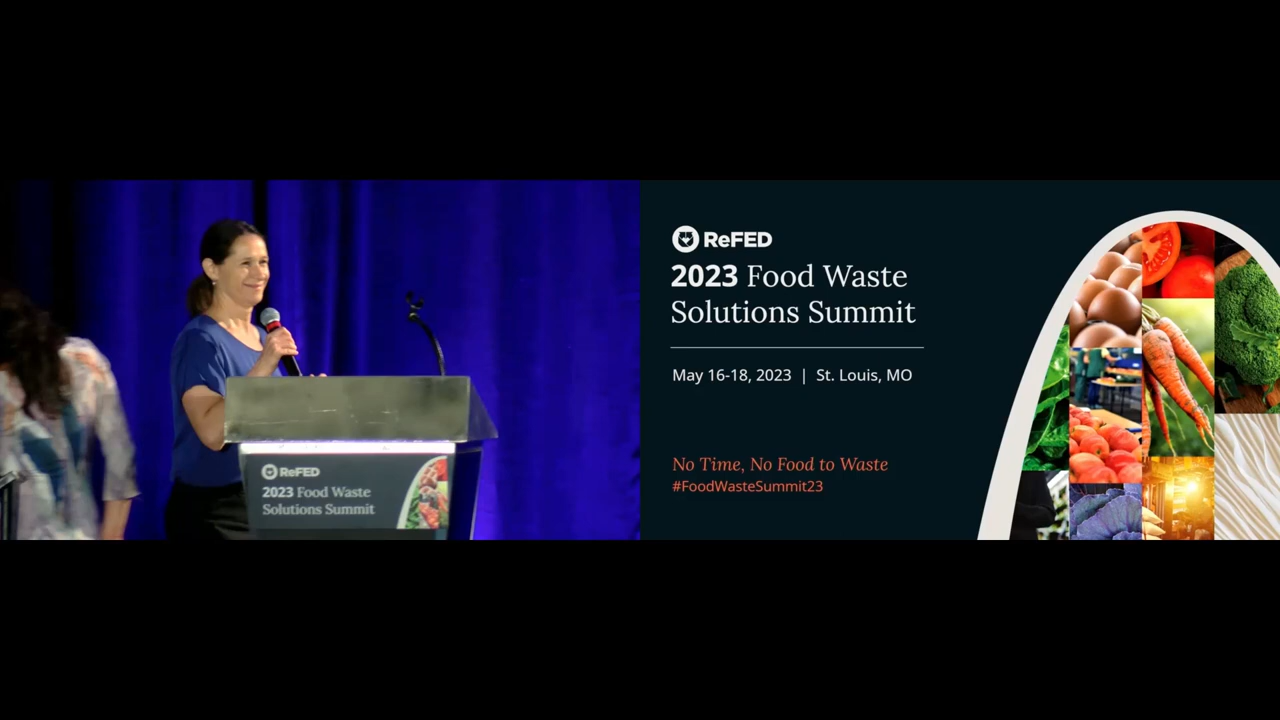 ReFED
2023 Food Waste
Solutions Summit
ReFED
2023 Food Waste
Solutions Summit
May 16-18, 2023 | St. Louis, MO
No Time, No Food to Waste
#FoodWasteSummit23